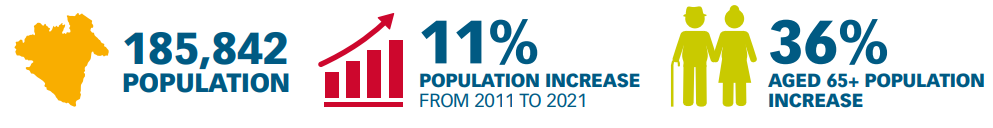 185,842
POPULATION
11%
POPULATION INCREASE
FROM 2011 TO 2021
36%
AGED 65+ POPULATION
INCREASE